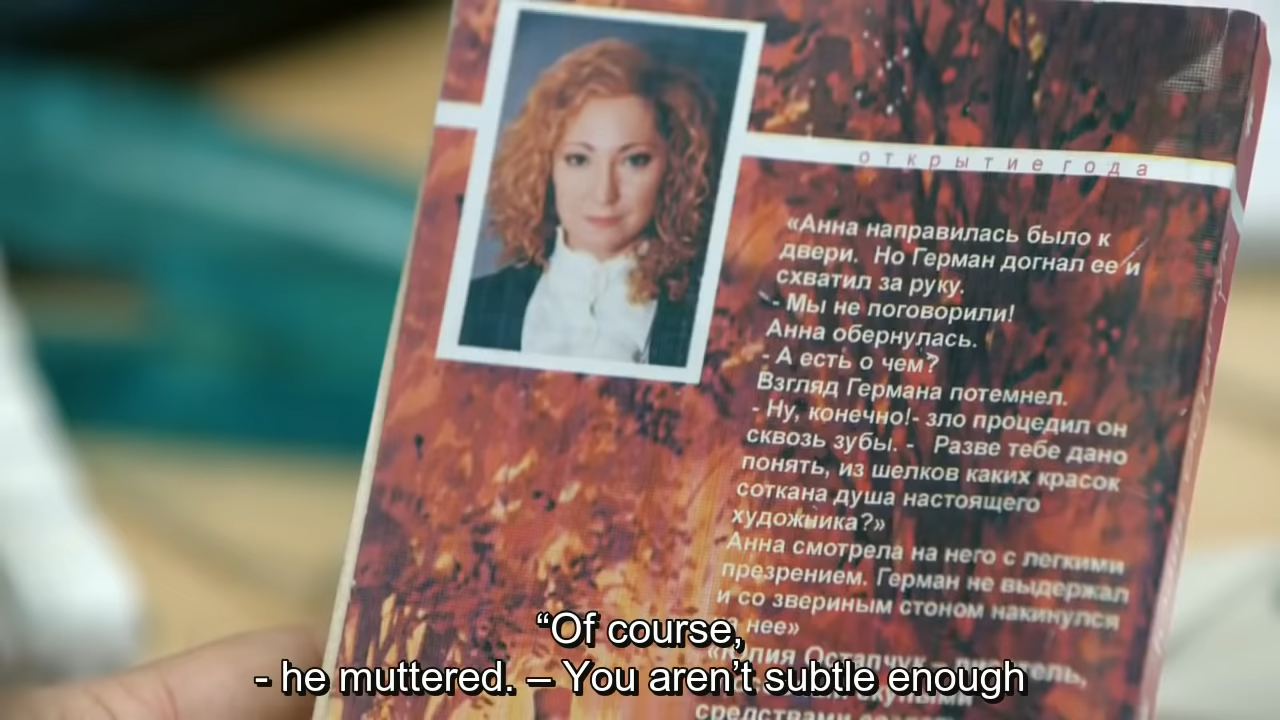 открытие года
«Анна направилась было к
двери. Но Герман догнал ее и
схватил за руку.
- Мы не поговорили!
Анна обернулась.
- А есть о чем?
Взгляд Германа потемнел.
- Ну, конечно!- зло процедил он
сквозь зубы. - Разве тебе дано
понять, из шелков каких красок
соткана душа настоящего
художника?»
Анна смотрела на него с легкими
презрением. Герман не выдержал
и со звериным стоном накинулся
нее»
«Юлия Остапчук
средствами
“Of course,
- he muttered. – You aren’t subtle enough